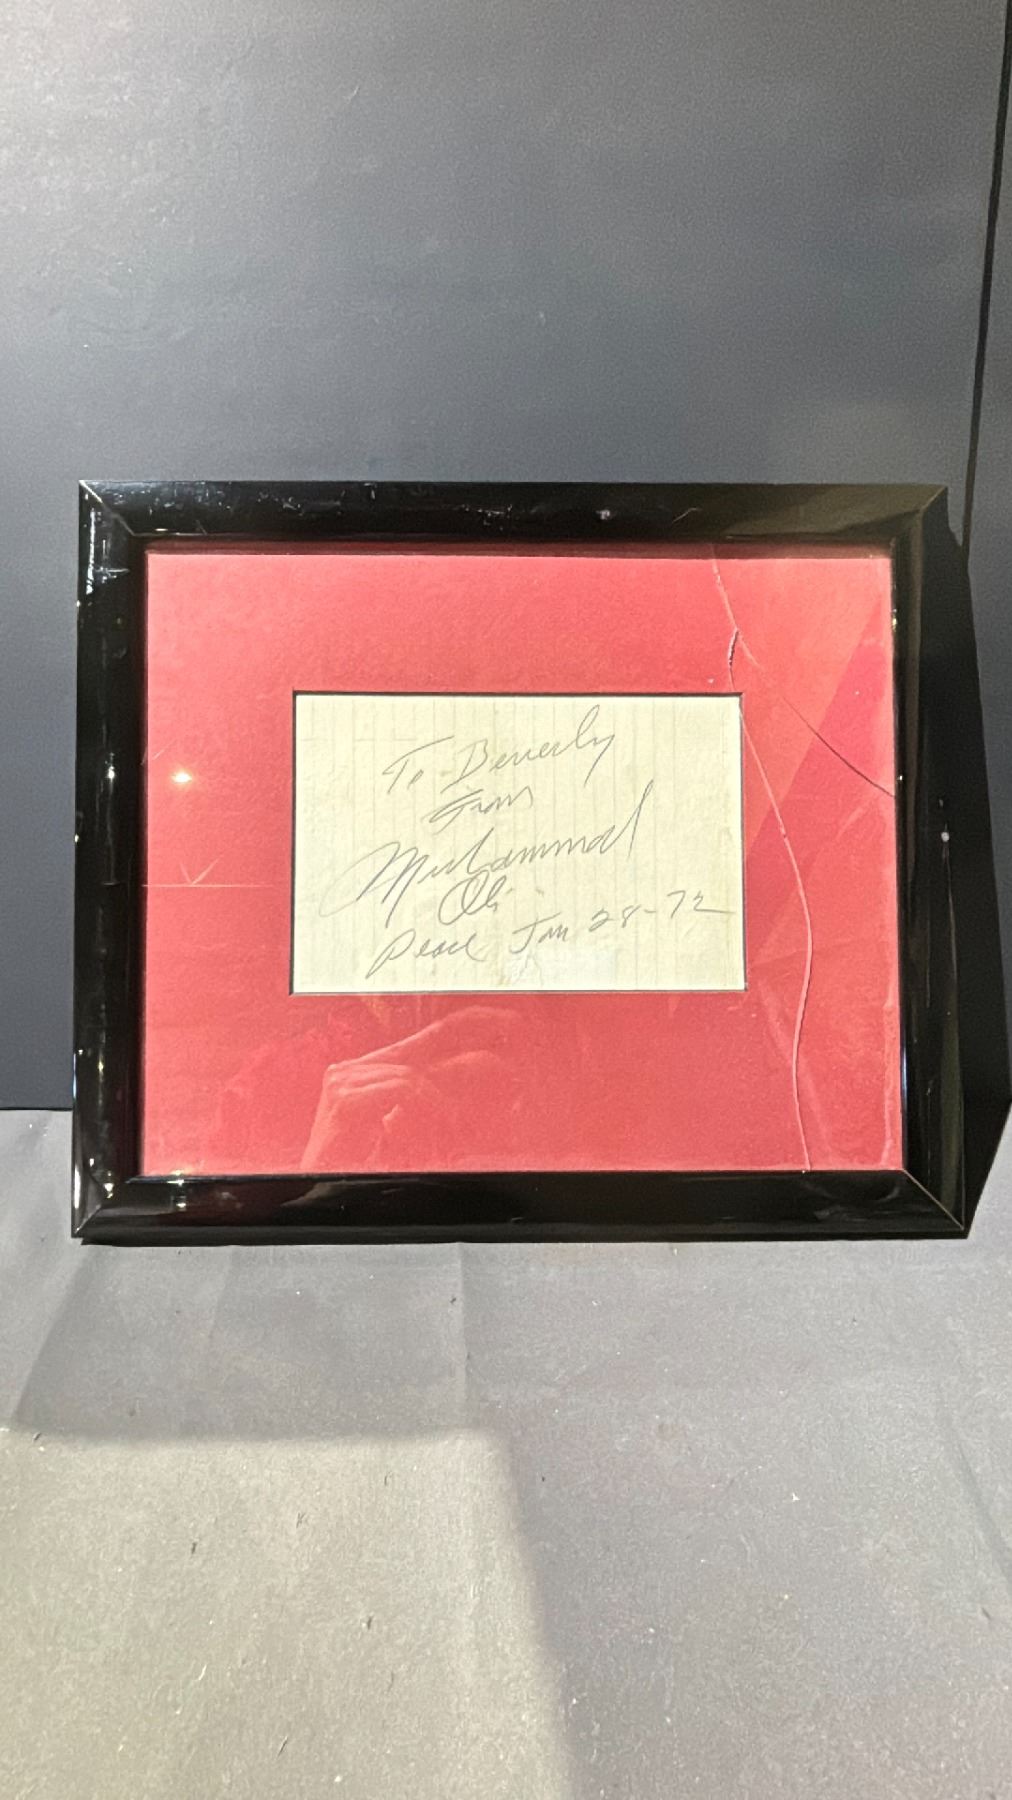 To Beverly
From
Muhammad
Ali
Peace Jan 28-72